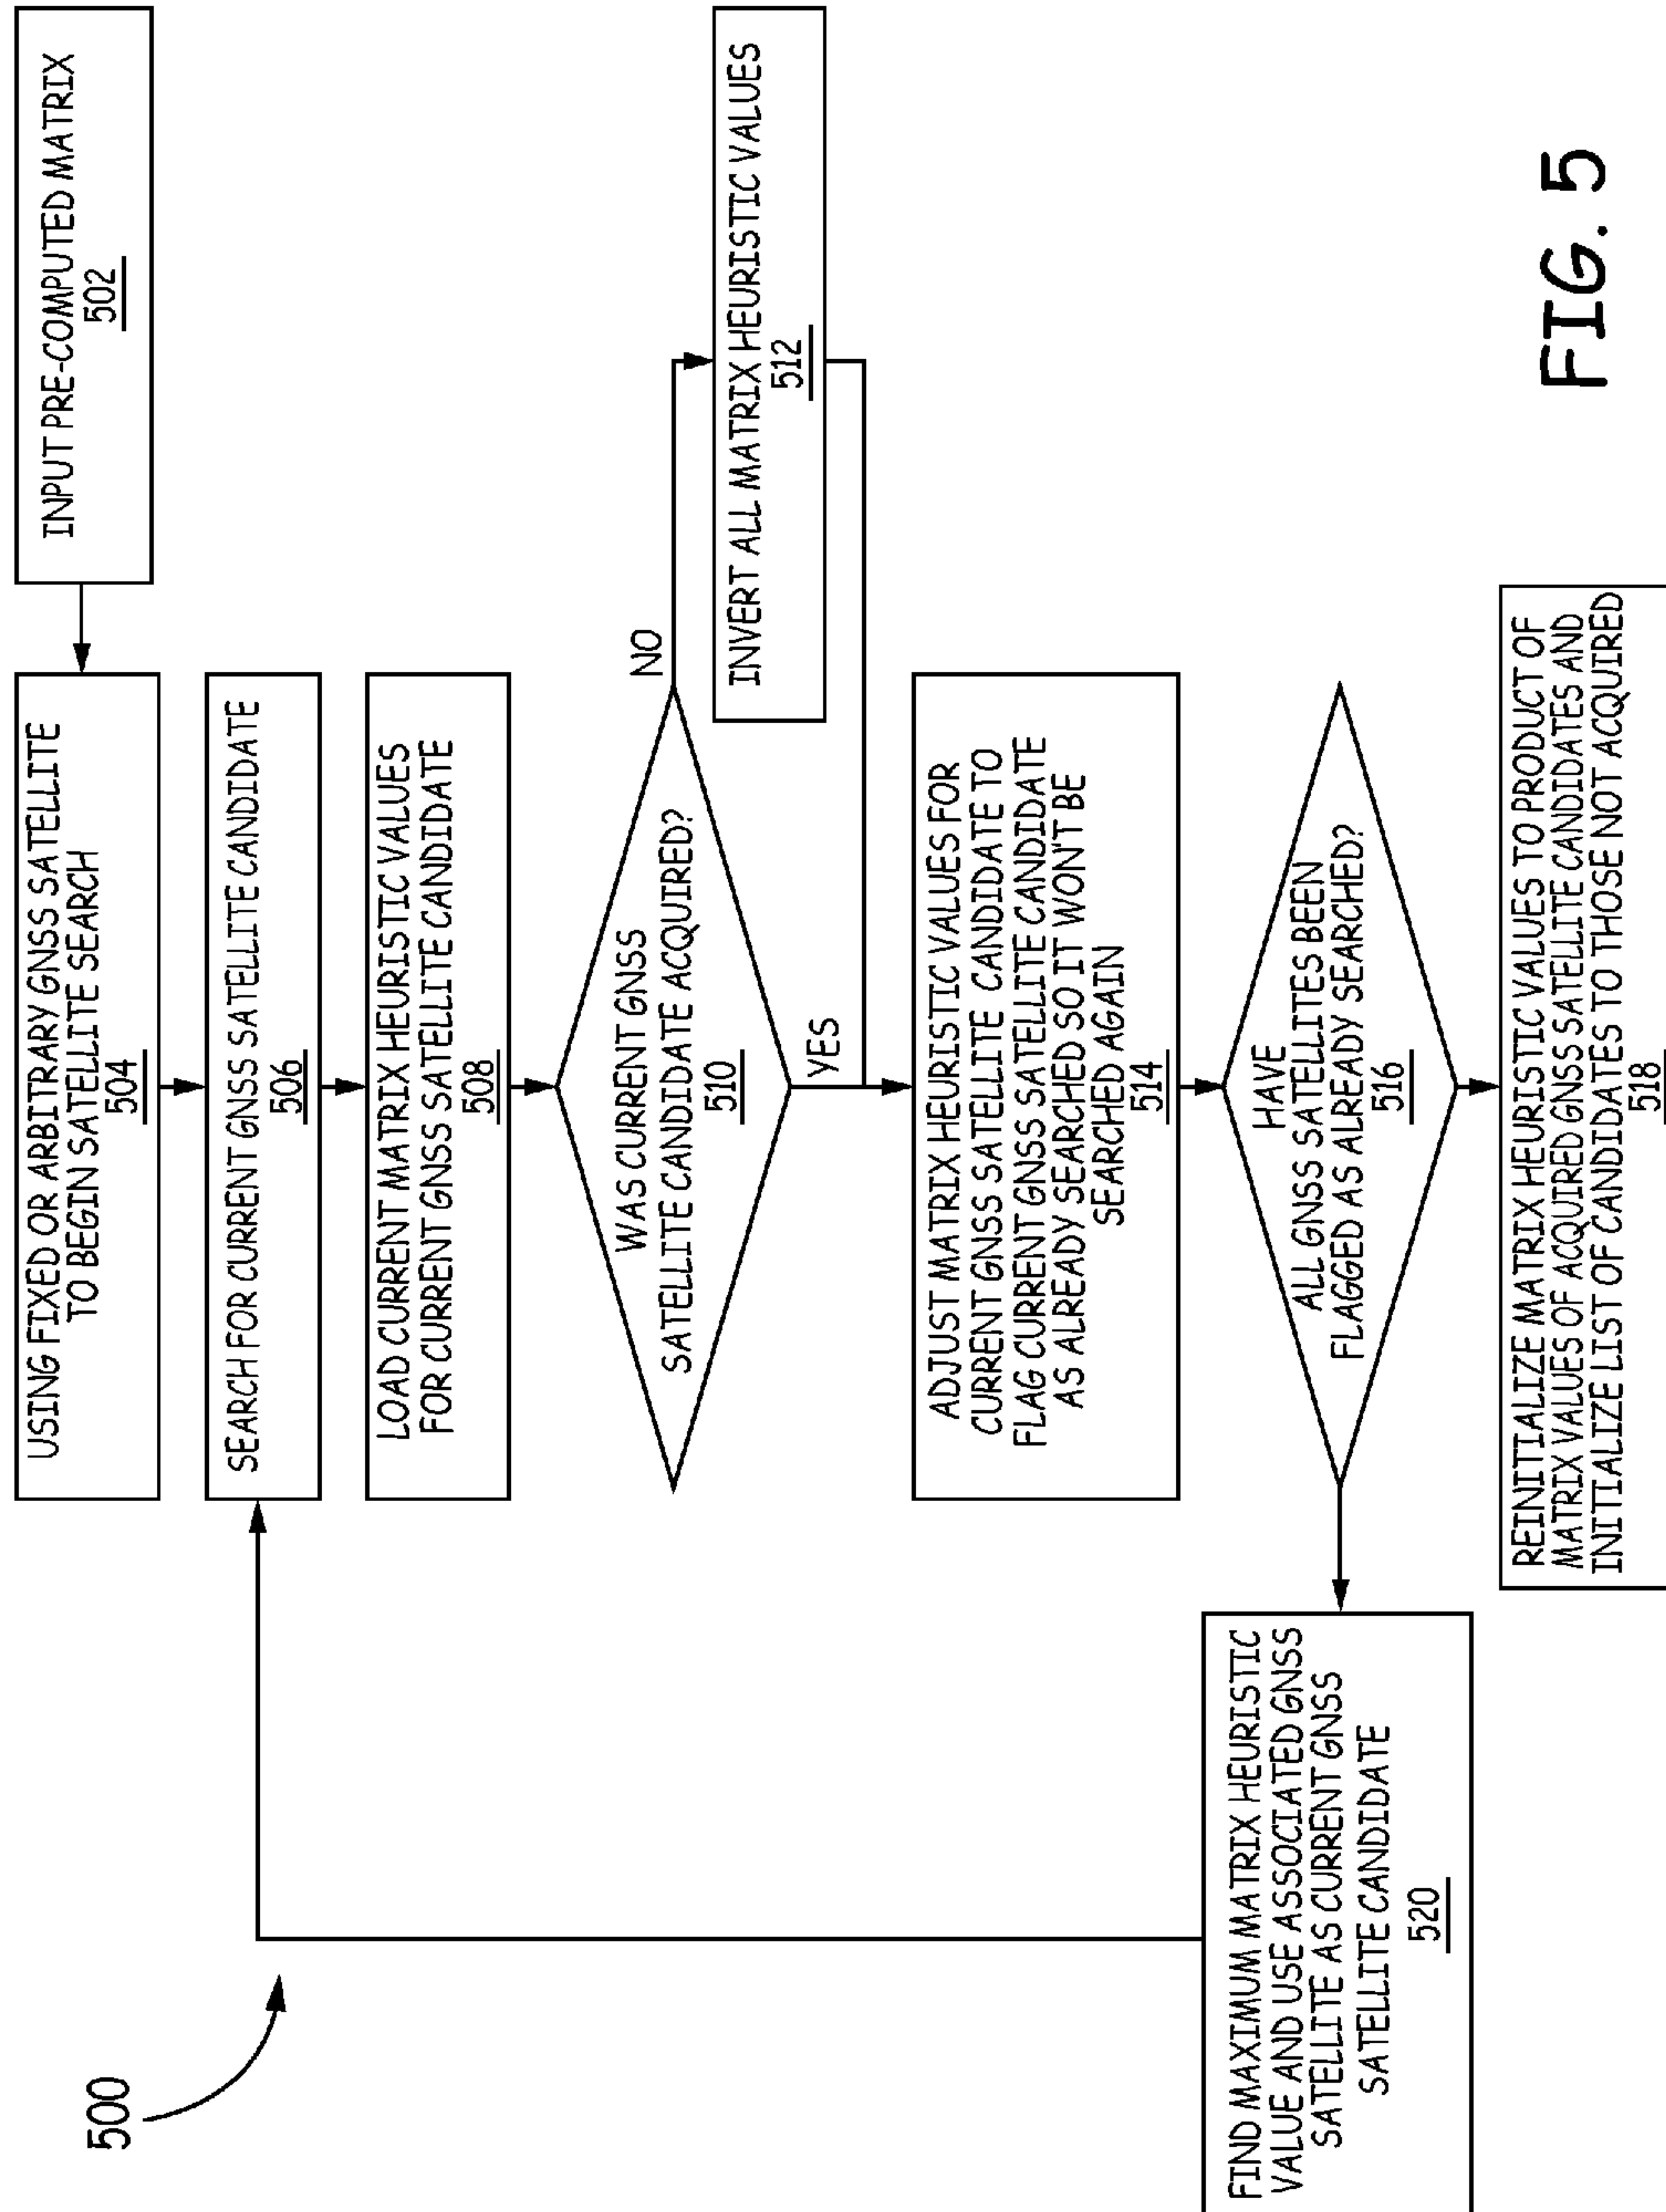 500
INPUT PRE-COMPUTED MATRIX
502
USING FIXED OR ARBITRARY GNSS SATELLITE
TO BEGIN SATELLITE SEARCH
504
SEARCH FOR CURRENT GNSS SATELLITE CANDIDATE
506
LOAD CURRENT MATRIX HEURISTIC VALUES
FOR CURRENT GNSS SATELLITE CANDIDATE
508
WAS CURRENT GNSS
SATELLITE CANDIDATE ACQUIRED?
510
NO
INVERT ALL MATRIX HEURISTIC VALUES
512
YES
ADJUST MATRIX HEURISTIC VALUES FOR
CURRENT GNSS SATELLITE CANDIDATE TO
FLAG CURRENT GNSS SATELLITE CANDIDATE
AS ALREADY SEARCHED SO IT WON'T BE
SEARCHED AGAIN
514
HAVE
ALL GNSS SATELLITES BEEN
FLAGGED AS ALREADY SEARCHED?
516
REINITIALIZE MATRIX HEURISTIC VALUES TO PRODUCT OF
MATRIX VALUES OF ACQUIRED GNSS SATELLITE CANDIDATES AND
INITIALIZE LIST OF CANDIDATES TO THOSE NOT ACQUIRED
518
FIND MAXIMUM MATRIX HEURISTIC
VALUE AND USE ASSOCIATED GNSS
SATELLITE AS CURRENT GNSS
SATELLITE CANDIDATE
520
FIG. 5